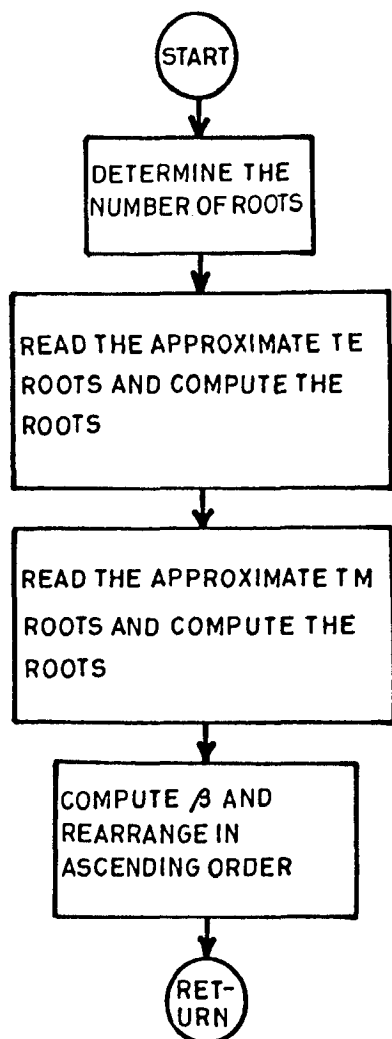 START
DETERMINE THE
NUMBER OF ROOTS
READ THE APPROXIMATE TE
ROOTS AND COMPUTE THE
ROOTS
READ THE APPROXIMATE TM
ROOTS AND COMPUTE THE
ROOTS
COMPUTE β AND
REARRANGE IN
ASCENDING ORDER
RET-
URN